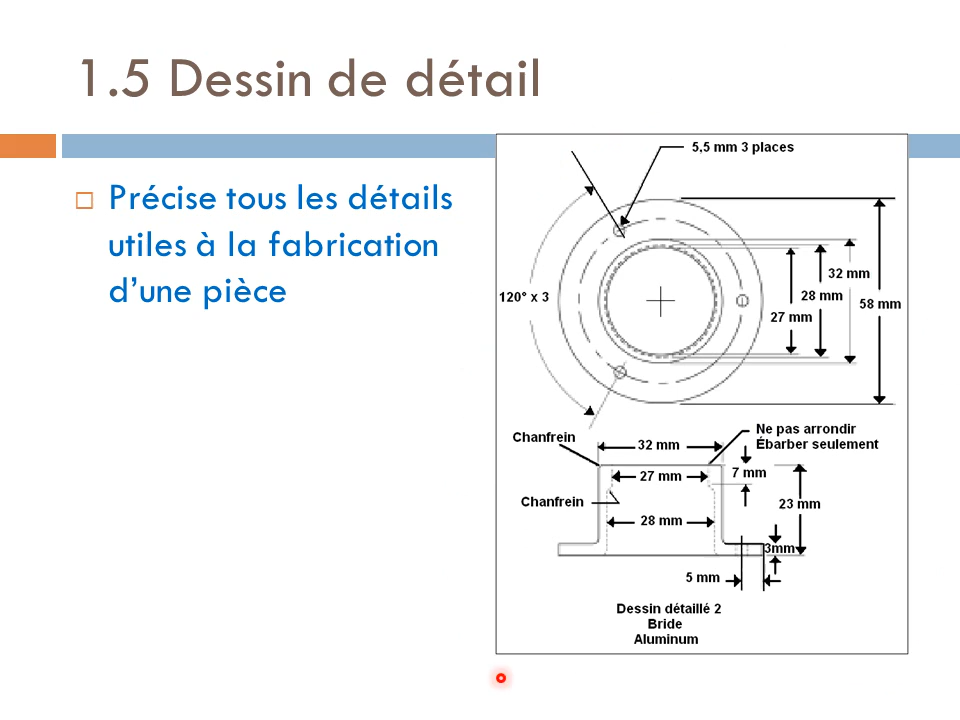 1.5 Dessin de détail
Précise tous les détails
utiles à la fabrication
d’une pièce
5,5 mm 3 places
120° x 3
32 mm
28 mm
58 mm
27 mm
Ne pas arrondir
Ébarber seulement
Chanfrein
32 mm
7 mm
27 mm
Chanfrein
23 mm
28 mm
3mm
5 mm
Dessin détaillé 2
Bride
Aluminum